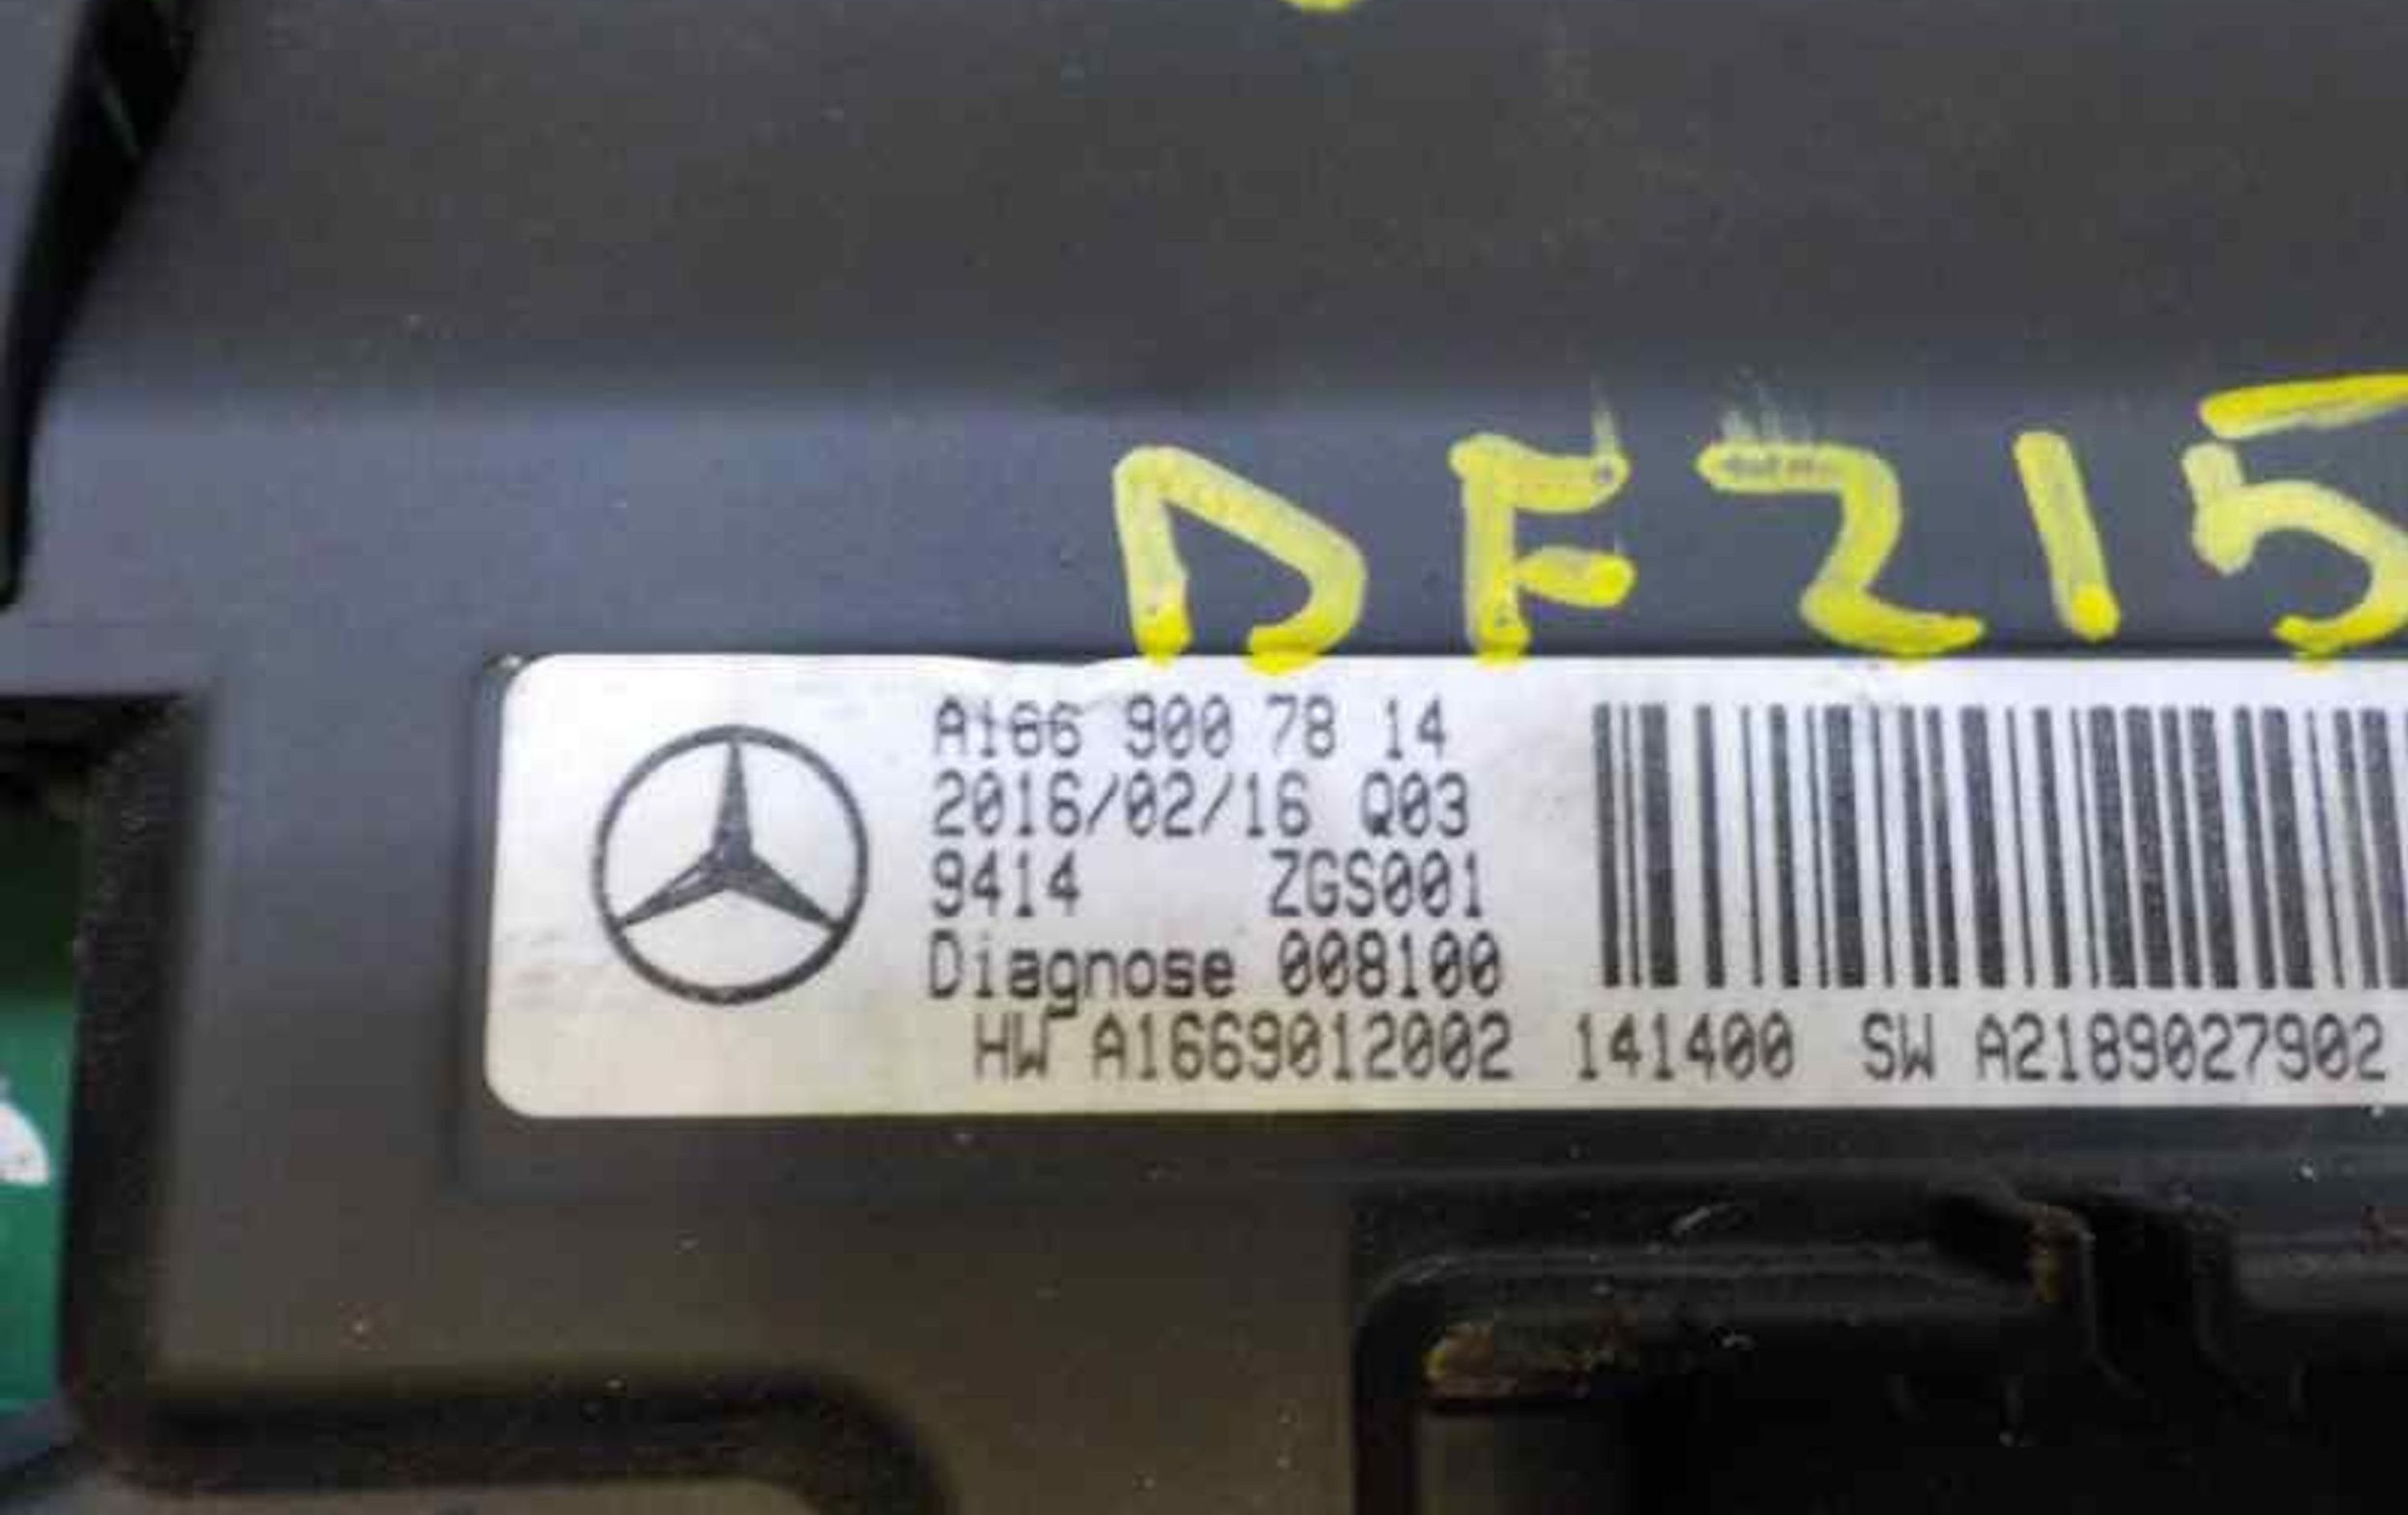 DF215
A166 900 78 14
2016/02/16 Q03
9414 ZGS001
Diagnose 008100
HW A1669012002 141400 SW A2189027902